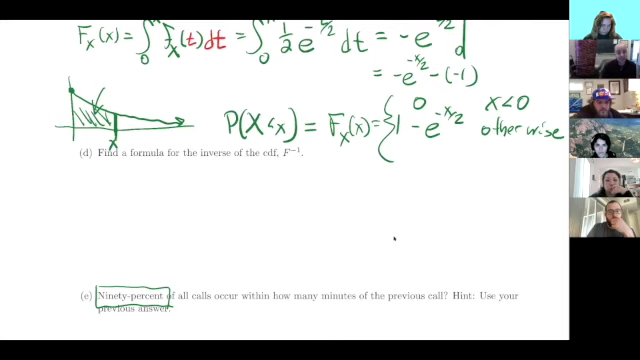 F_X(x) = ∫_0^x f_X(t) dt = ∫_0^x 1/2 e^{-t/2} dt = -e^{-t/2} |
= -e^{-x/2} - (-1)
P(X<x) = F_X(x) = { 0 x<0
1 - e^{-x/2} otherwise
x
(d) Find a formula for the inverse of the cdf, F^{-1}.
(e) Ninety-percent of all calls occur within how many minutes of the previous call? Hint: Use your
previous answer.